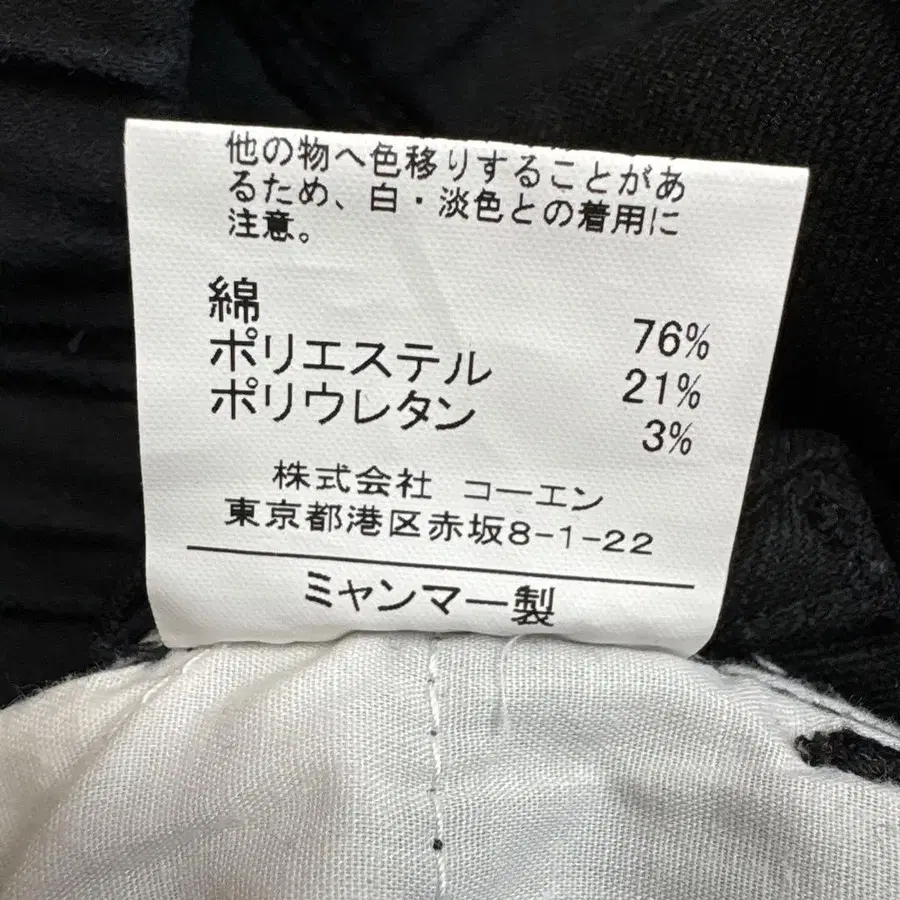 他の物へ色移りすることがあ
るため、白・淡色との着用に
注意。
綿 76%
ポリエステル 21%
ポリウレタン 3%
株式会社 コーエン
東京都港区赤坂8-1-22
ミャンマー製